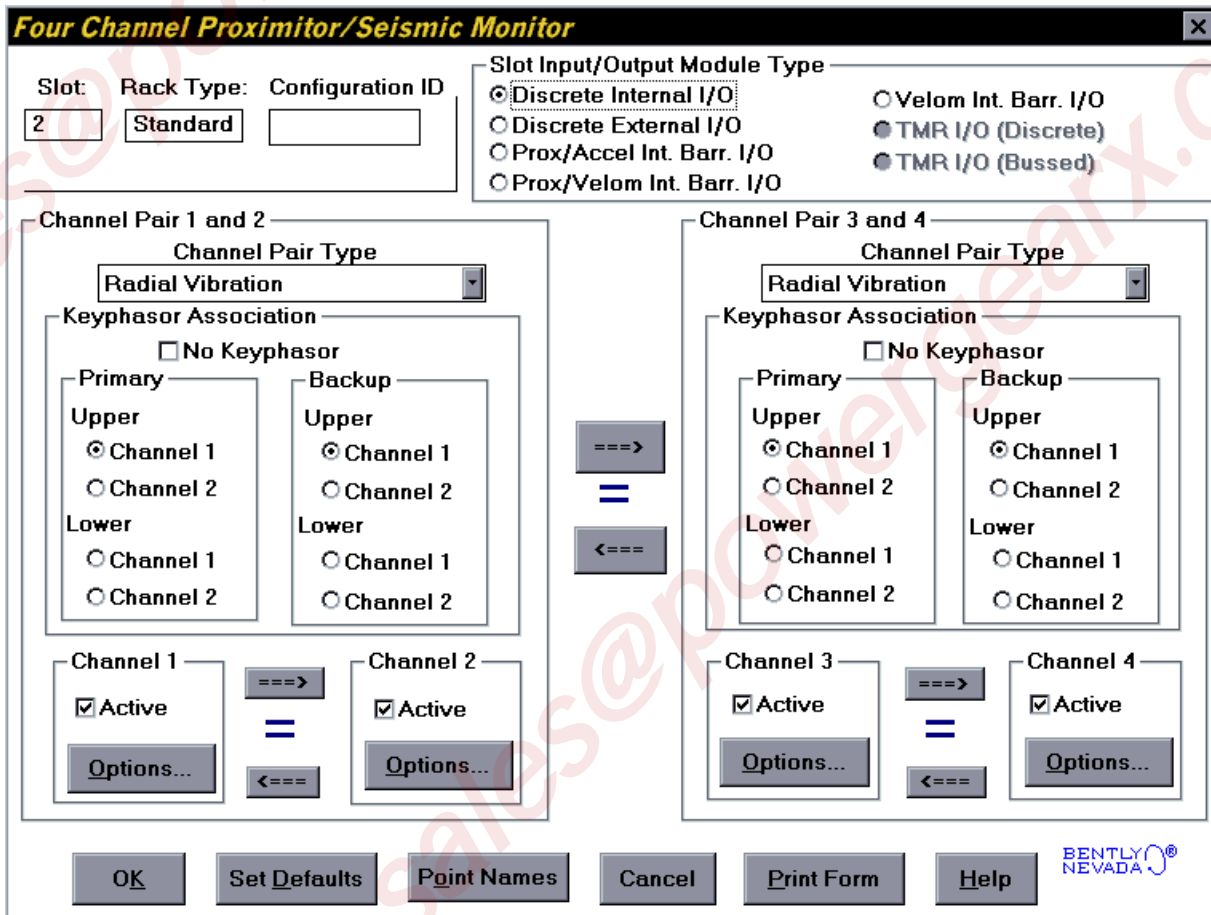 Four Channel Proximitor/Seismic Monitor
Slot: Rack Type: Configuration ID
2 Standard
Slot Input/Output Module Type
Discrete Internal I/O
Discrete External I/O
Prox/Accel Int. Barr. I/O
Prox/Velom Int. Barr. I/O
Velom Int. Barr. I/O
TMR I/O (Discrete)
TMR I/O (Bussed)
Channel Pair 1 and 2
Channel Pair Type
Radial Vibration
Keyphasor Association
No Keyphasor
Primary
Upper
Channel 1
Channel 2
Lower
Channel 1
Channel 2
Backup
Upper
Channel 1
Channel 2
Lower
Channel 1
Channel 2
Channel 1
Active
Options...
===>
=
<===
Channel 2
Active
Options...
===>
=
<===
Channel Pair 3 and 4
Channel Pair Type
Radial Vibration
Keyphasor Association
No Keyphasor
Primary
Upper
Channel 1
Channel 2
Lower
Channel 1
Channel 2
Backup
Upper
Channel 1
Channel 2
Lower
Channel 1
Channel 2
Channel 3
Active
Options...
===>
=
<===
Channel 4
Active
Options...
OK Set Defaults Point Names Cancel Print Form Help
BENTLY
NEVADA ®
sales@powergearx.c
es@po